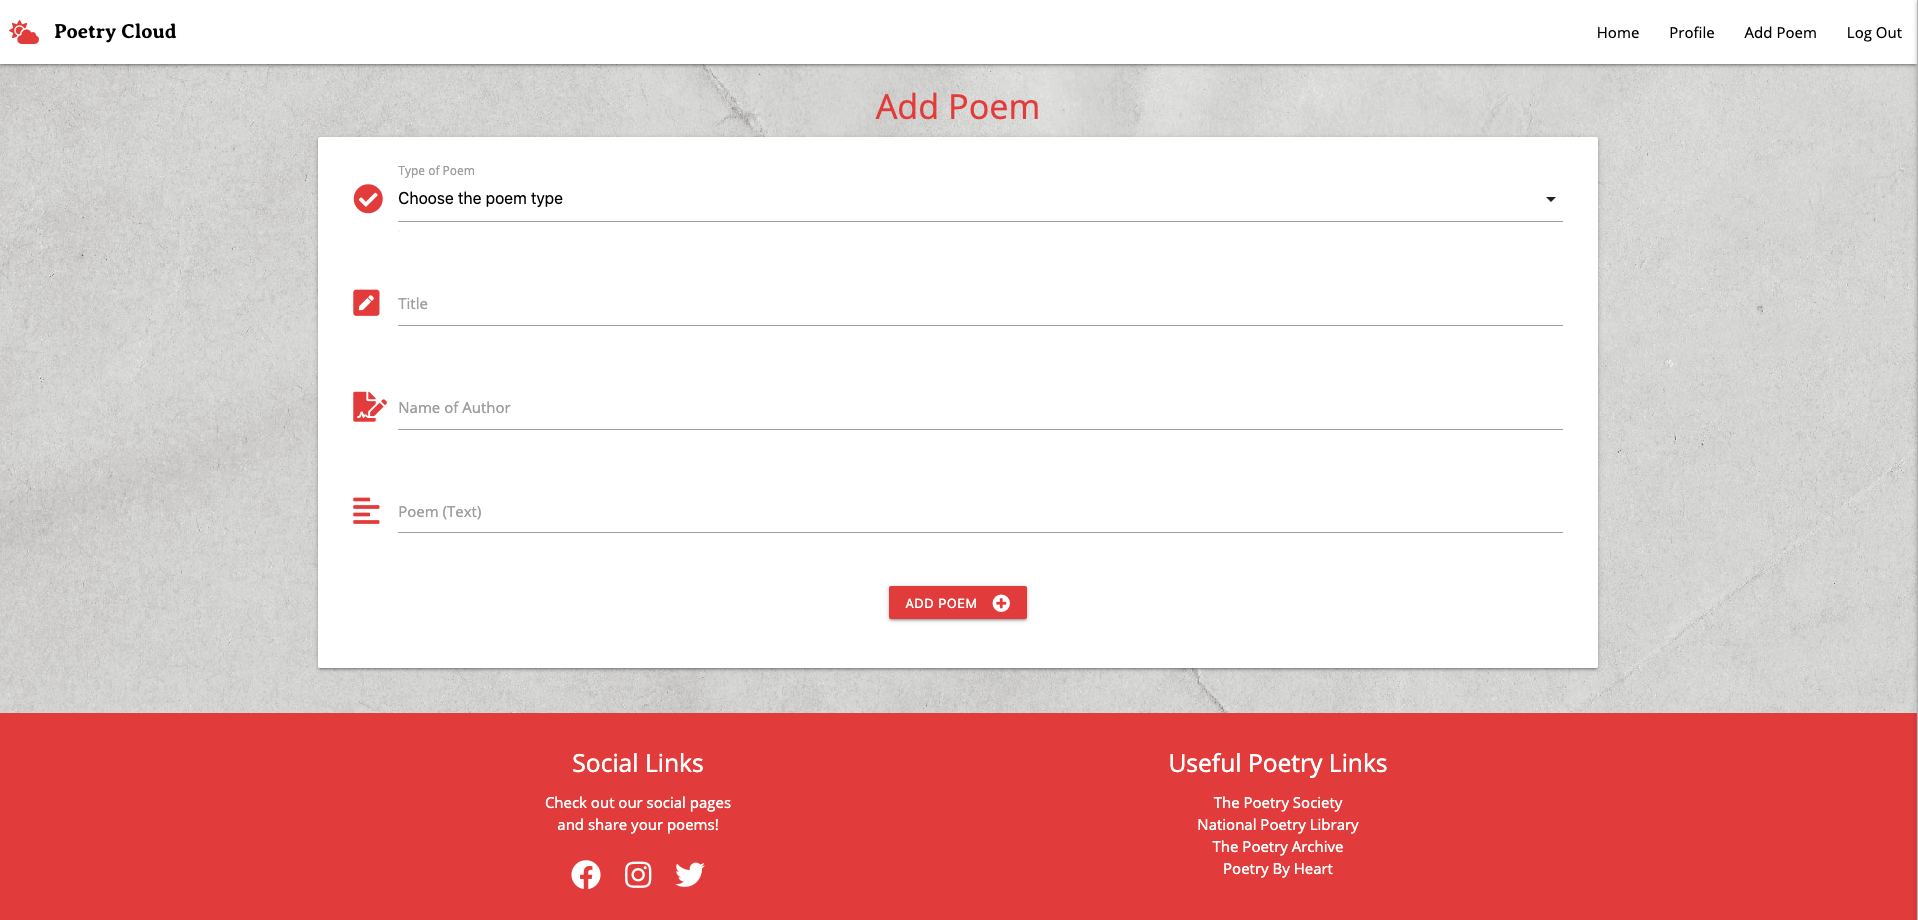 Poetry Cloud
Home Profile Add Poem Log Out
Add Poem
Type of Poem
Choose the poem type
Title
Name of Author
Poem (Text)
ADD POEM
Social Links
Check out our social pages
and share your poems!
Useful Poetry Links
The Poetry Society
National Poetry Library
The Poetry Archive
Poetry By Heart